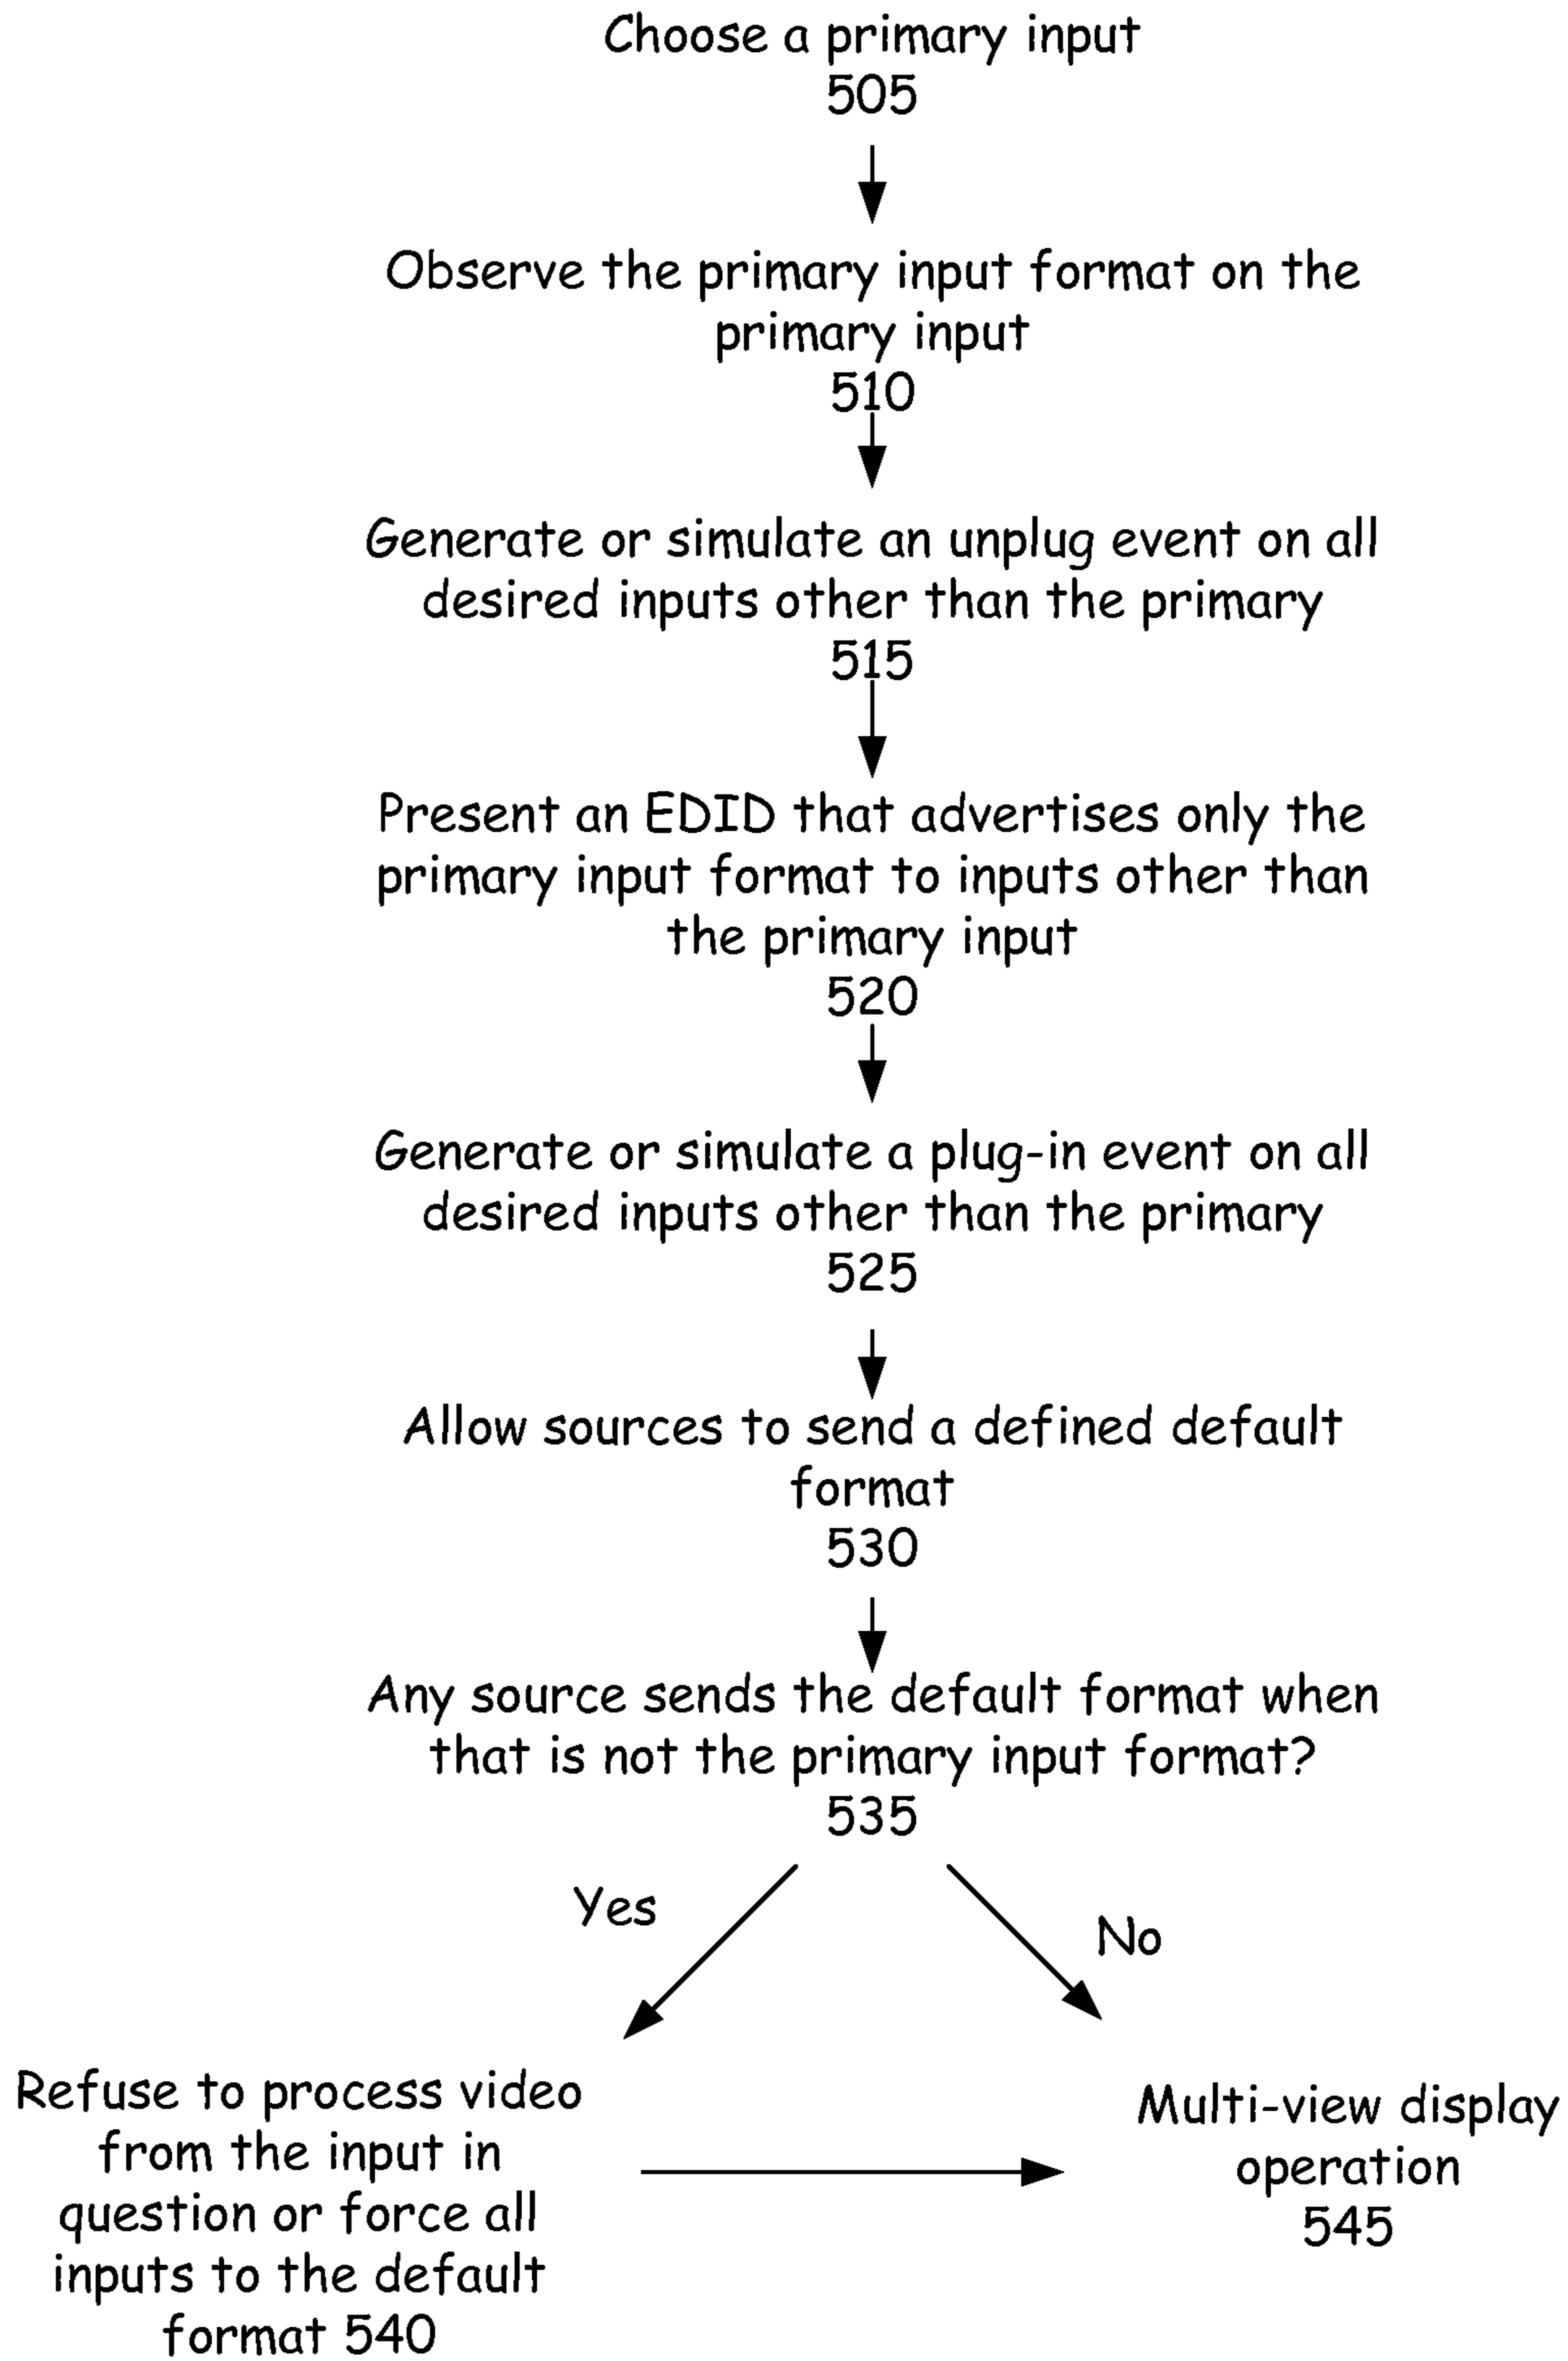 Choose a primary input
505
Observe the primary input format on the
primary input
510
Generate or simulate an unplug event on all
desired inputs other than the primary
515
Present an EDID that advertises only the
primary input format to inputs other than
the primary input
520
Generate or simulate a plug-in event on all
desired inputs other than the primary
525
Allow sources to send a defined default
format
530
Any source sends the default format when
that is not the primary input format?
535
Yes
No
Refuse to process video
from the input in
question or force all
inputs to the default
format 540
Multi-view display
operation
545